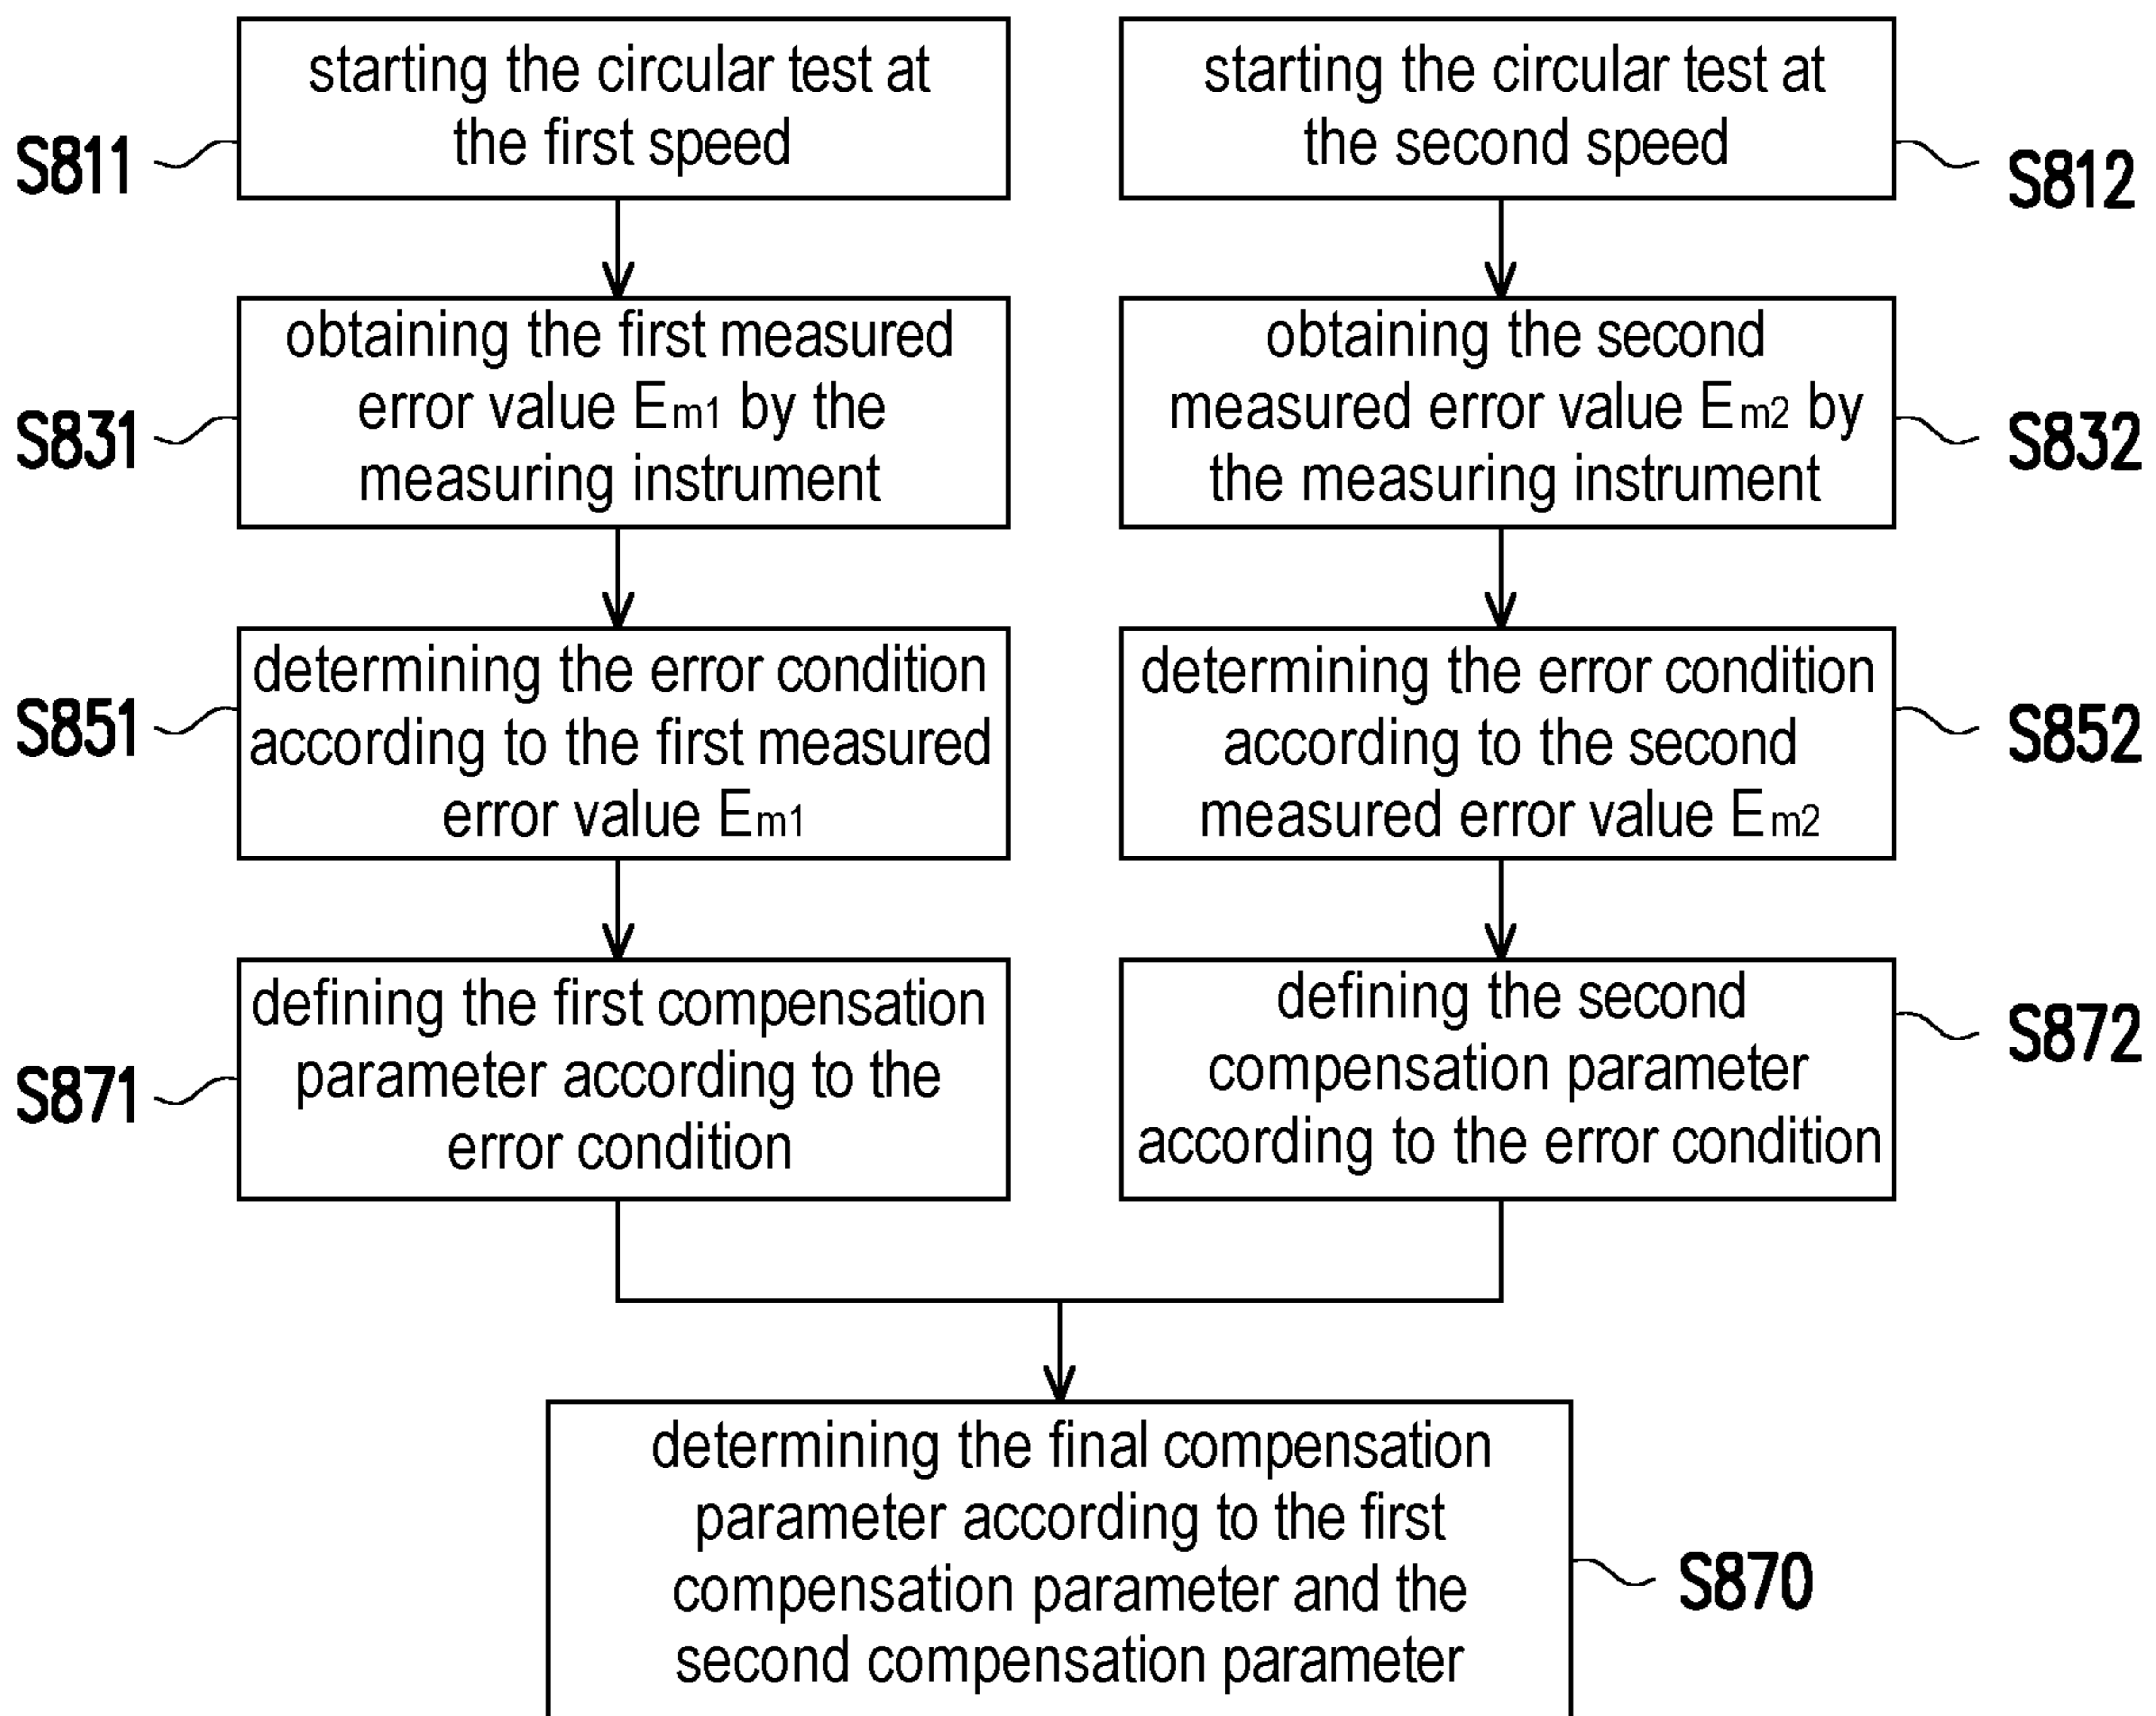 starting the circular test at
the first speed
S811
starting the circular test at
the second speed
S812
obtaining the first measured
error value Em1 by the
measuring instrument
S831
obtaining the second
measured error value Em2 by
the measuring instrument
S832
determining the error condition
according to the first measured
error value Em1
S851
determining the error condition
according to the second
measured error value Em2
S852
defining the first compensation
parameter according to the
error condition
S871
defining the second
compensation parameter
according to the error condition
S872
determining the final compensation
parameter according to the first
compensation parameter and the
second compensation parameter
S870